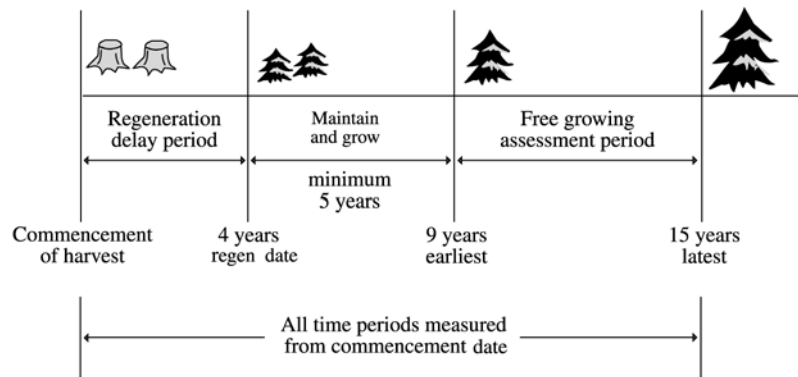 Regeneration
delay period
Maintain
and grow
Free growing
assessment period
minimum
5 years
Commencement
of harvest
4 years
regen date
9 years
earliest
15 years
latest
All time periods measured
from commencement date